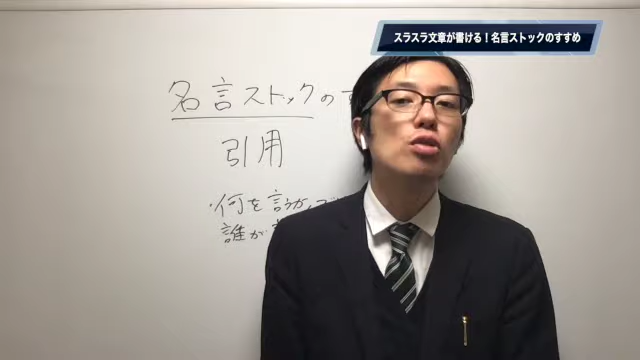 スラスラ文章が書ける！名言ストックのすすめ
名言ストックの
引用
・何を言うか
誰が